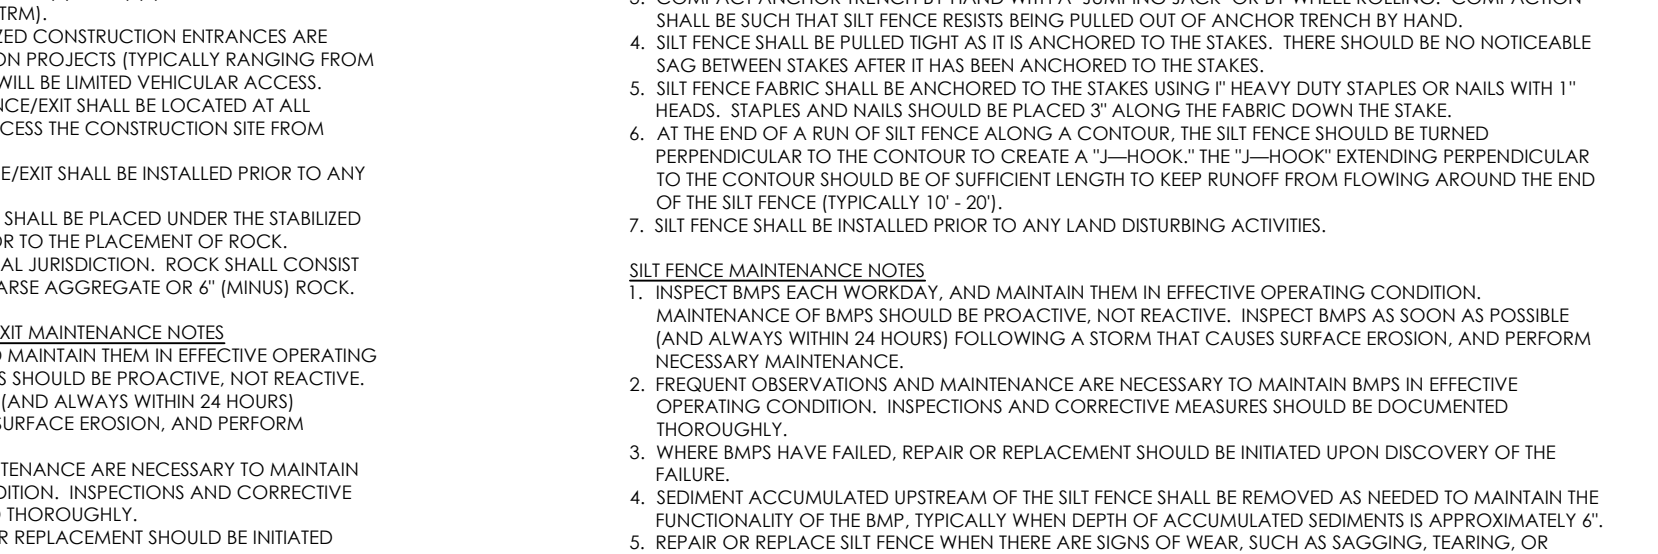 TRM).
ZED CONSTRUCTION ENTRANCES ARE
ON PROJECTS (TYPICALLY RANGING FROM
WILL BE LIMITED VEHICULAR ACCESS.
NCE/EXIT SHALL BE LOCATED AT ALL
CESS THE CONSTRUCTION SITE FROM
E/EXIT SHALL BE INSTALLED PRIOR TO ANY
SHALL BE PLACED UNDER THE STABILIZED
OR TO THE PLACEMENT OF ROCK.
AL JURISDICTION.  ROCK SHALL CONSIST
ARSE AGGREGATE OR 6" (MINUS) ROCK.
XIT MAINTENANCE NOTES
MAINTAIN THEM IN EFFECTIVE OPERATING
S SHOULD BE PROACTIVE, NOT REACTIVE.
(AND ALWAYS WITHIN 24 HOURS)
SURFACE EROSION, AND PERFORM
TENANCE ARE NECESSARY TO MAINTAIN
DITION.  INSPECTIONS AND CORRECTIVE
THOROUGHLY.
R REPLACEMENT SHOULD BE INITIATED
3.  COMPACT ANCHOR TRENCH BY HAND WITH A "JUMPING JACK" OR BY WHEEL ROLLING.  COMPACTION
SHALL BE SUCH THAT SILT FENCE RESISTS BEING PULLED OUT OF ANCHOR TRENCH BY HAND.
4.  SILT FENCE SHALL BE PULLED TIGHT AS IT IS ANCHORED TO THE STAKES.  THERE SHOULD BE NO NOTICEABLE
SAG BETWEEN STAKES AFTER IT HAS BEEN ANCHORED TO THE STAKES.
5.  SILT FENCE FABRIC SHALL BE ANCHORED TO THE STAKES USING I" HEAVY DUTY STAPLES OR NAILS WITH 1"
HEADS.  STAPLES AND NAILS SHOULD BE PLACED 3" ALONG THE FABRIC DOWN THE STAKE.
6.  AT THE END OF A RUN OF SILT FENCE ALONG A CONTOUR, THE SILT FENCE SHOULD BE TURNED
PERPENDICULAR TO THE CONTOUR TO CREATE A "J—HOOK." THE "J—HOOK" EXTENDING PERPENDICULAR
TO THE CONTOUR SHOULD BE OF SUFFICIENT LENGTH TO KEEP RUNOFF FROM FLOWING AROUND THE END
OF THE SILT FENCE (TYPICALLY 10' - 20').
7.  SILT FENCE SHALL BE INSTALLED PRIOR TO ANY LAND DISTURBING ACTIVITIES.
SILT FENCE MAINTENANCE NOTES
1.  INSPECT BMPS EACH WORKDAY, AND MAINTAIN THEM IN EFFECTIVE OPERATING CONDITION.
MAINTENANCE OF BMPS SHOULD BE PROACTIVE, NOT REACTIVE.  INSPECT BMPS AS SOON AS POSSIBLE
(AND ALWAYS WITHIN 24 HOURS) FOLLOWING A STORM THAT CAUSES SURFACE EROSION, AND PERFORM
NECESSARY MAINTENANCE.
2.  FREQUENT OBSERVATIONS AND MAINTENANCE ARE NECESSARY TO MAINTAIN BMPS IN EFFECTIVE
OPERATING CONDITION.  INSPECTIONS AND CORRECTIVE MEASURES SHOULD BE DOCUMENTED
THOROUGHLY.
3.  WHERE BMPS HAVE FAILED, REPAIR OR REPLACEMENT SHOULD BE INITIATED UPON DISCOVERY OF THE
FAILURE.
4.  SEDIMENT ACCUMULATED UPSTREAM OF THE SILT FENCE SHALL BE REMOVED AS NEEDED TO MAINTAIN THE
FUNCTIONALITY OF THE BMP, TYPICALLY WHEN DEPTH OF ACCUMULATED SEDIMENTS IS APPROXIMATELY 6".
5.  REPAIR OR REPLACE SILT FENCE WHEN THERE ARE SIGNS OF WEAR, SUCH AS SAGGING, TEARING, OR